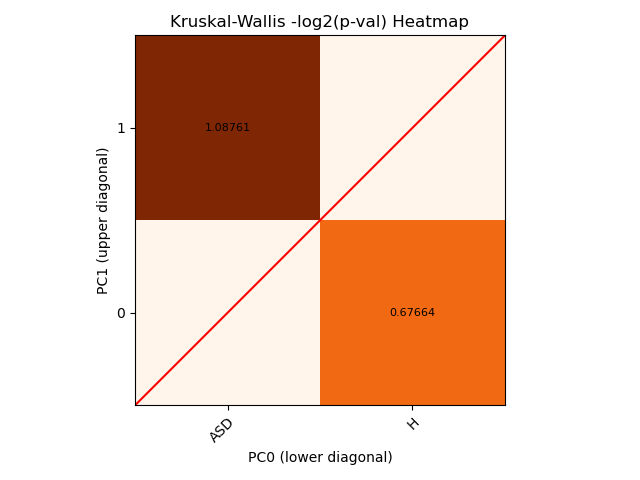 Kruskal-Wallis -log2(p-val) Heatmap
PC1 (upper diagonal)
1
1.08761
0
0.67664
ASD
H
PC0 (lower diagonal)